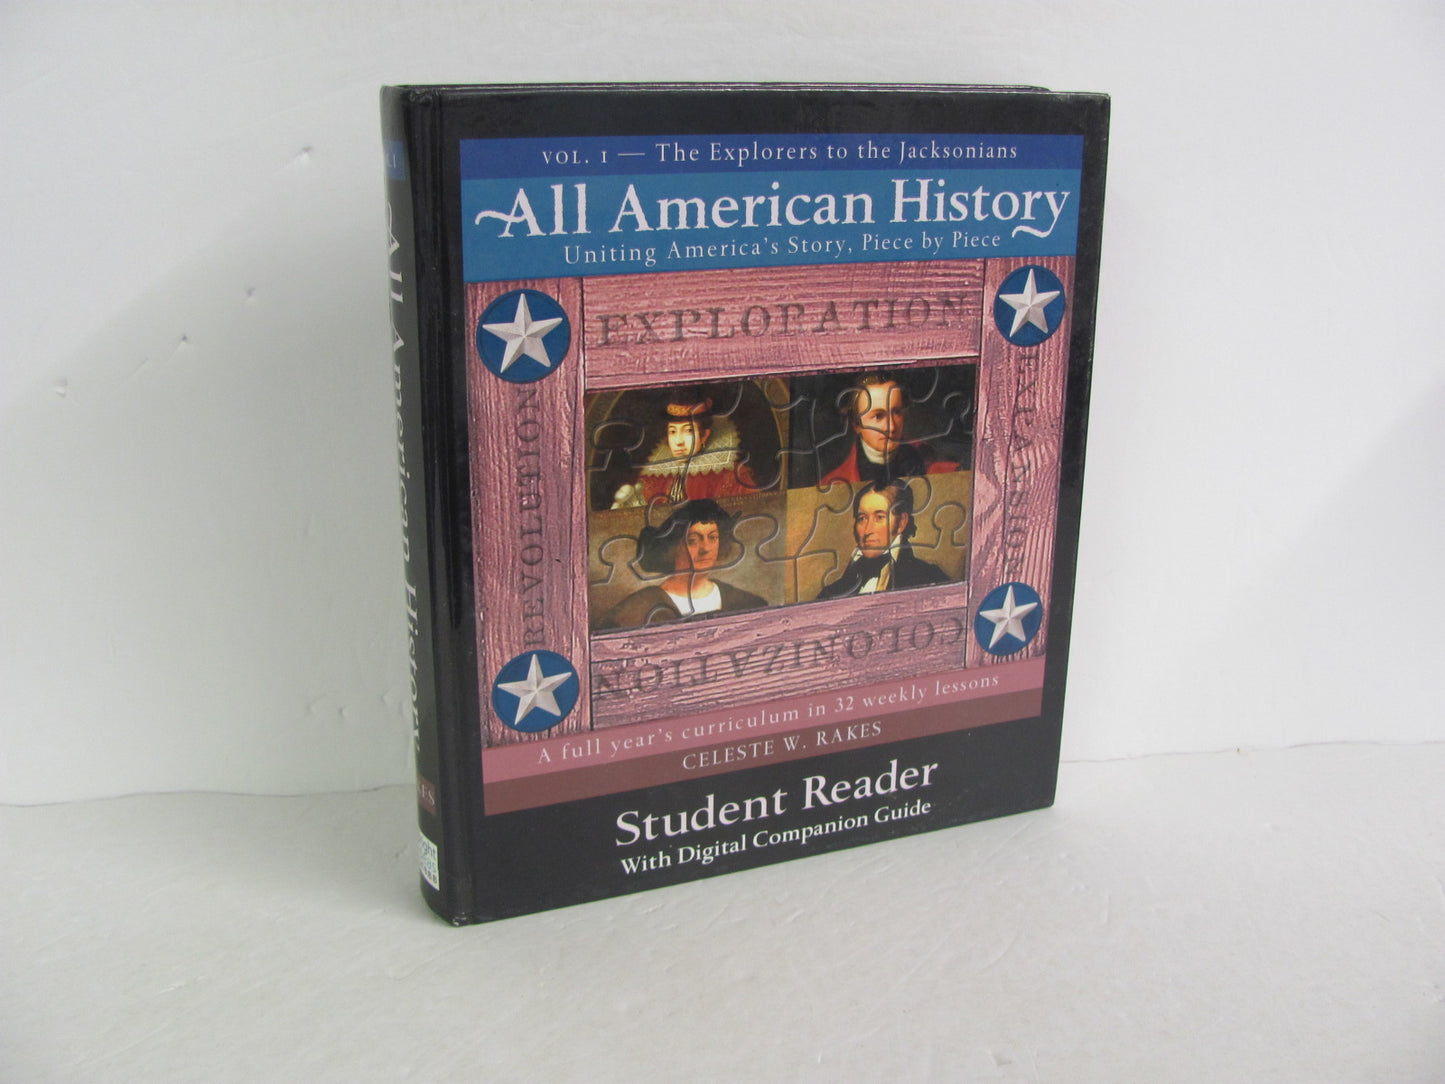 VOL. I — The Explorers to the Jacksonians
All American History
Uniting America's Story, Piece by Piece
EXPLORATION
REVOLUTION
EXPANSION
COLONIZATION
A full year's curriculum in 32 weekly lessons
CELESTE W. RAKES
Student Reader
With Digital Companion Guide
All American History